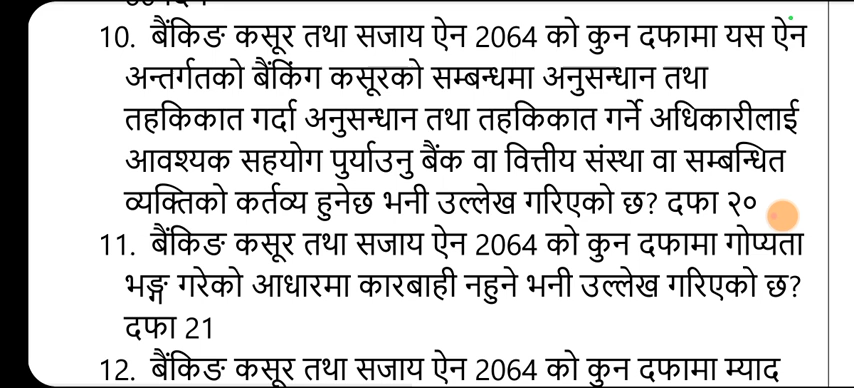 10. बैंकिङ कसूर तथा सजाय ऐन 2064 को कुन दफामा यस ऐन
अन्तर्गतको बैंकिंग कसूरको सम्बन्धमा अनुसन्धान तथा
तहकिकात गर्दा अनुसन्धान तथा तहकिकात गर्ने अधिकारीलाई
आवश्यक सहयोग पुर्याउनु बैंक वा वित्तीय संस्था वा सम्बन्धित
व्यक्तिको कर्तव्य हुनेछ भनी उल्लेख गरिएको छ? दफा २०
11. बैंकिङ कसूर तथा सजाय ऐन 2064 को कुन दफामा गोप्यता
भङ्ग गरेको आधारमा कारबाही नहुने भनी उल्लेख गरिएको छ?
दफा 21
12. बैंकिङ कसूर तथा सजाय ऐन 2064 को कुन दफामा म्याद